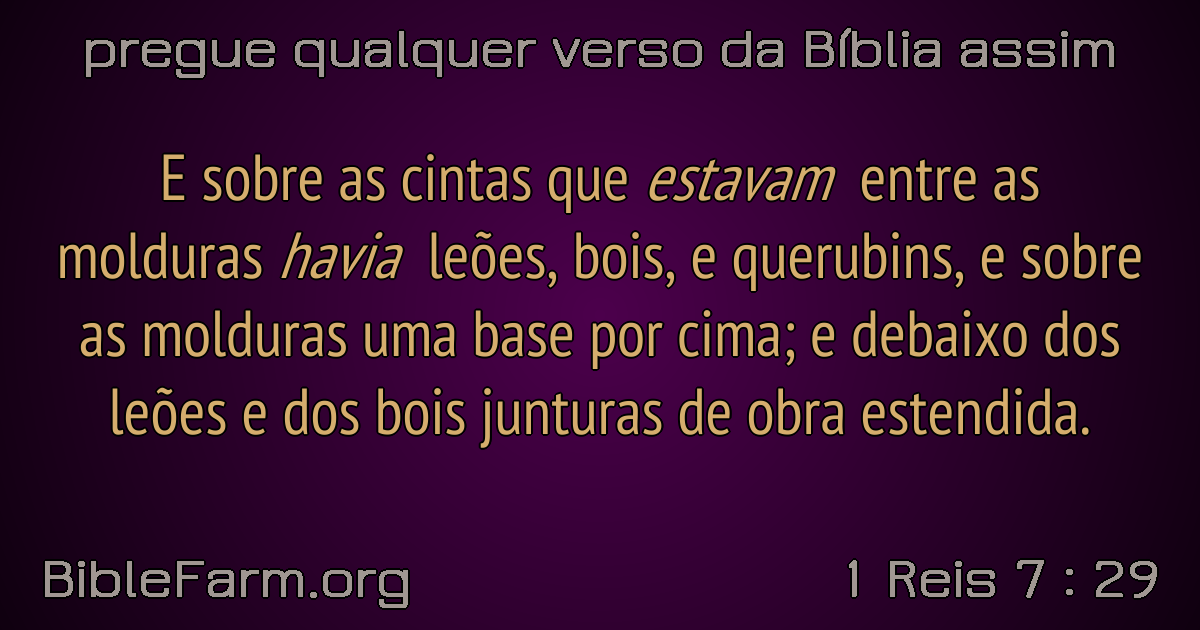 pregue qualquer verso da Bíblia assim
E sobre as cintas que estavam entre as
molduras havia leões, bois, e querubins, e sobre
as molduras uma base por cima; e debaixo dos
leões e dos bois junturas de obra estendida.
BibleFarm.org
1 Reis 7 : 29